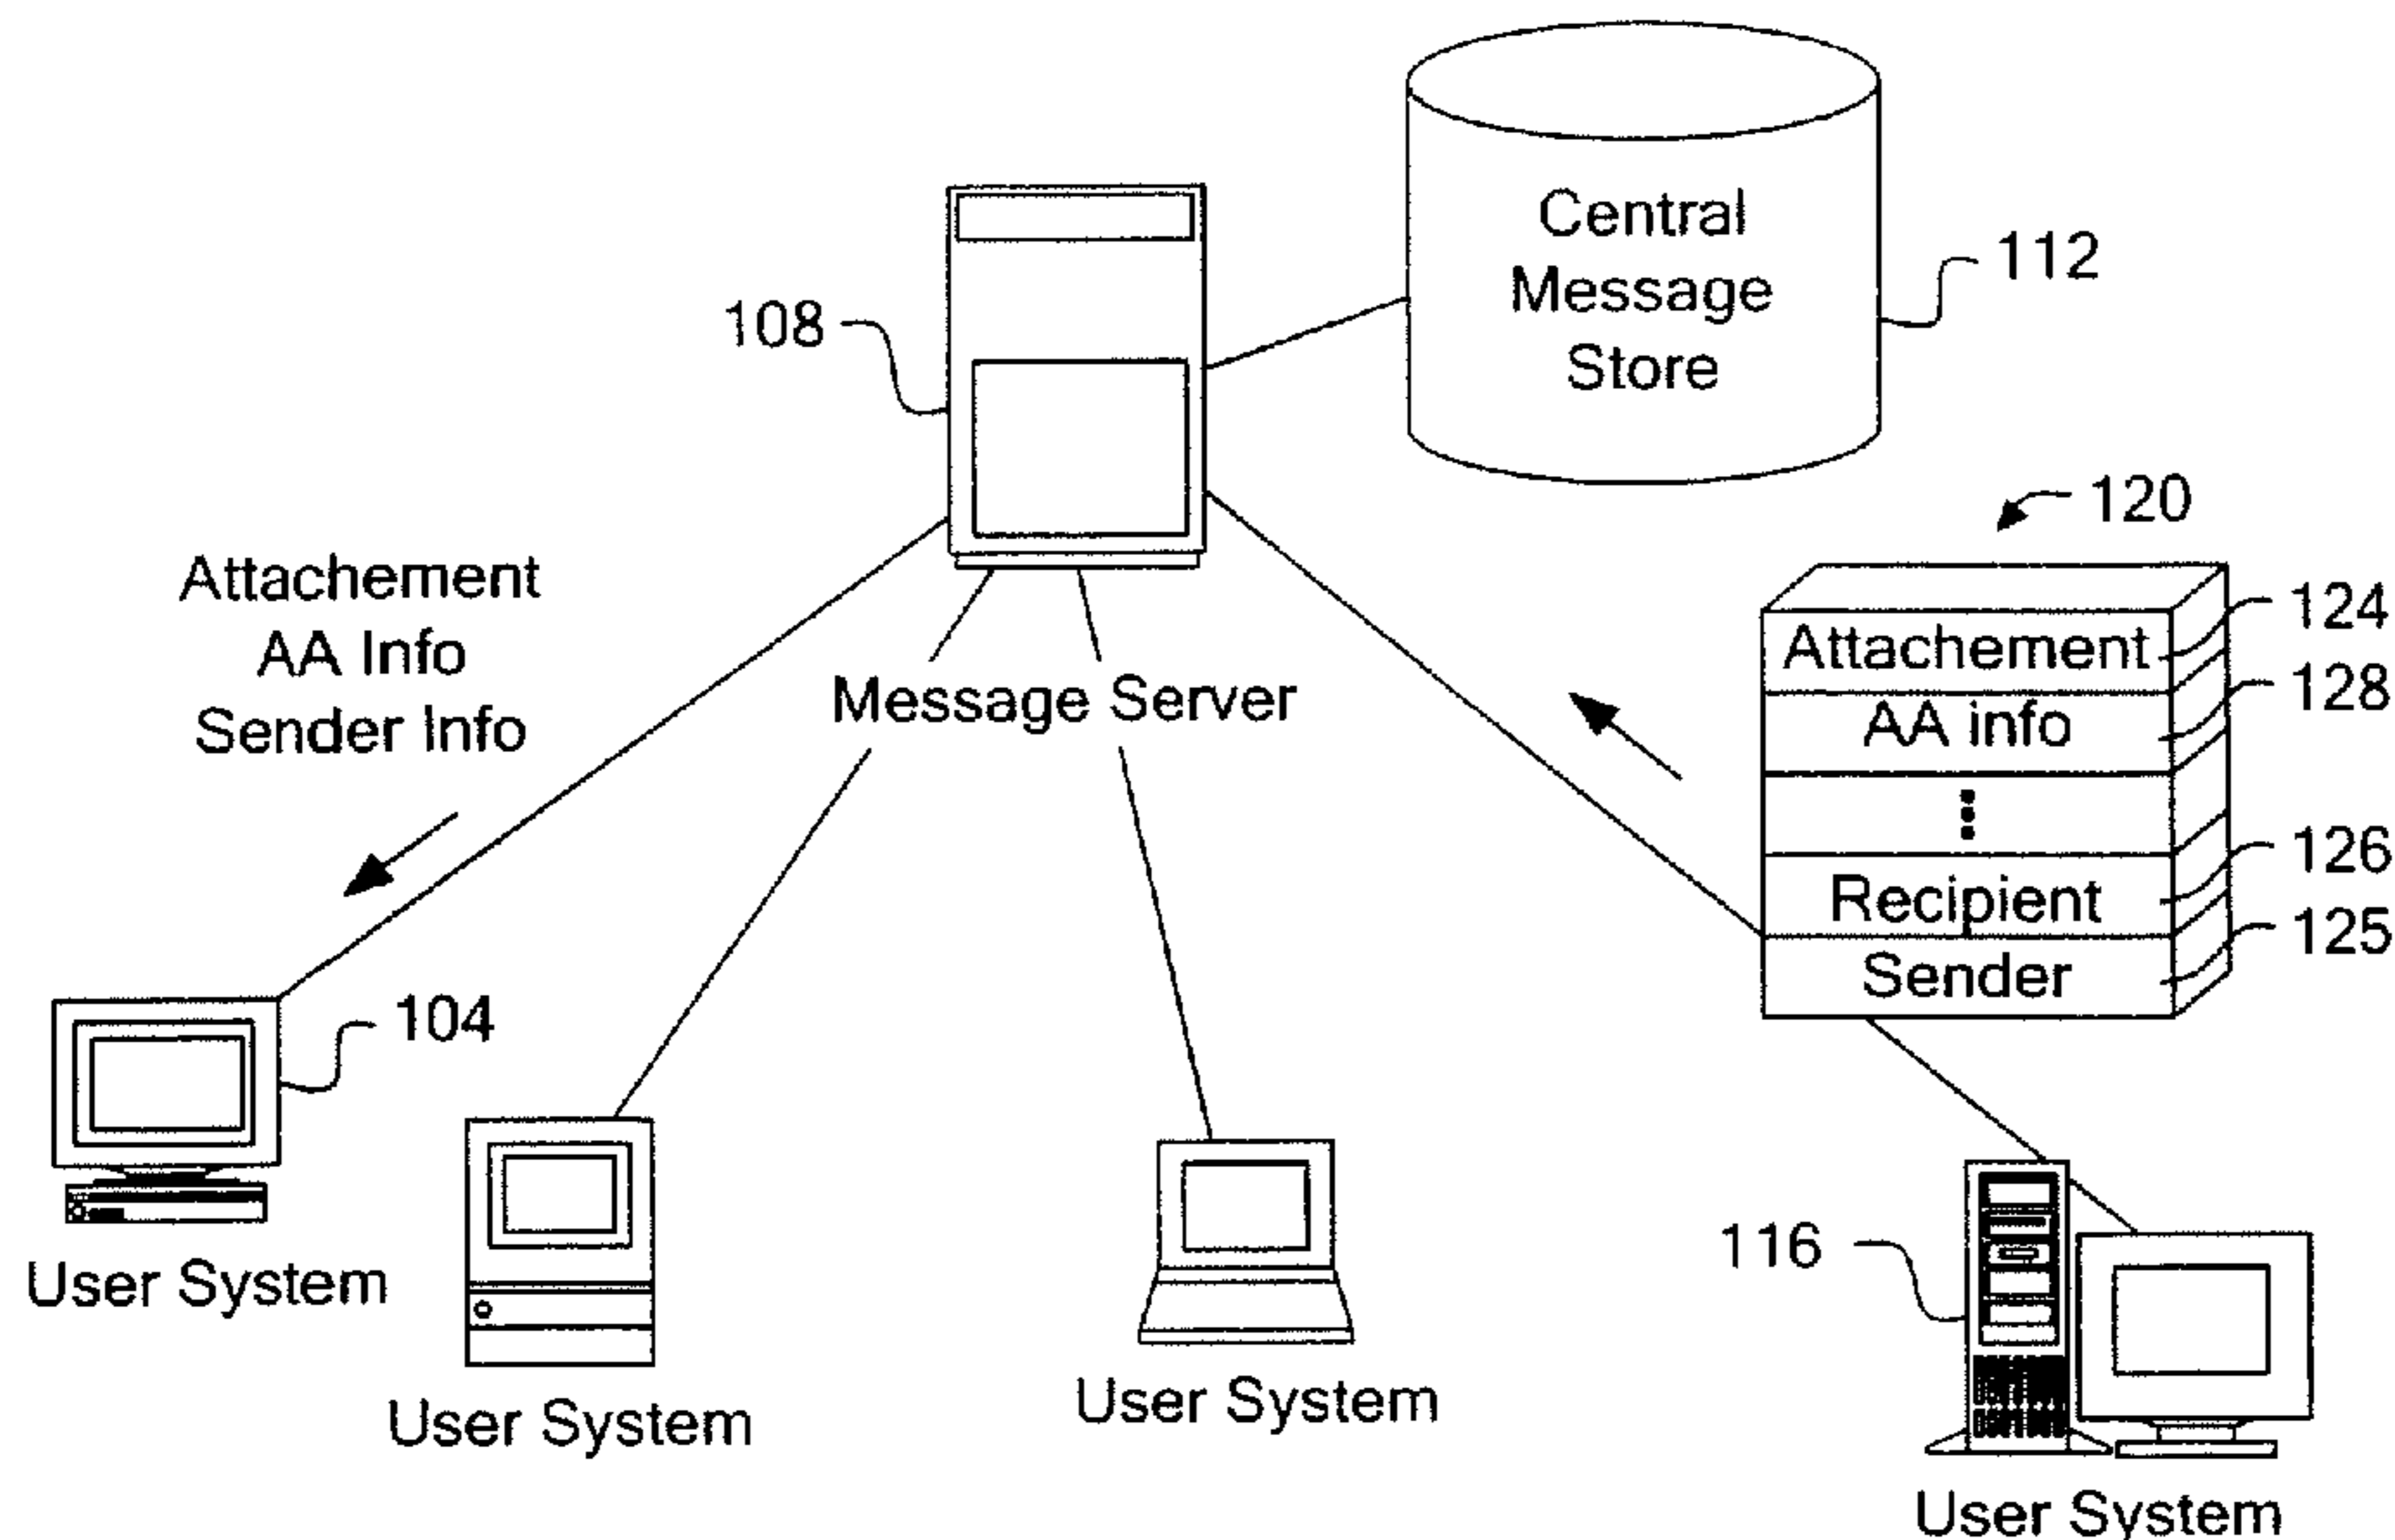 Central
Message
Store
112
108
120
Attachement
AA Info
Sender Info
Message Server
Attachement
124
AA info
128
Recipient
126
Sender
125
104
User System
User System
User System
116
User System